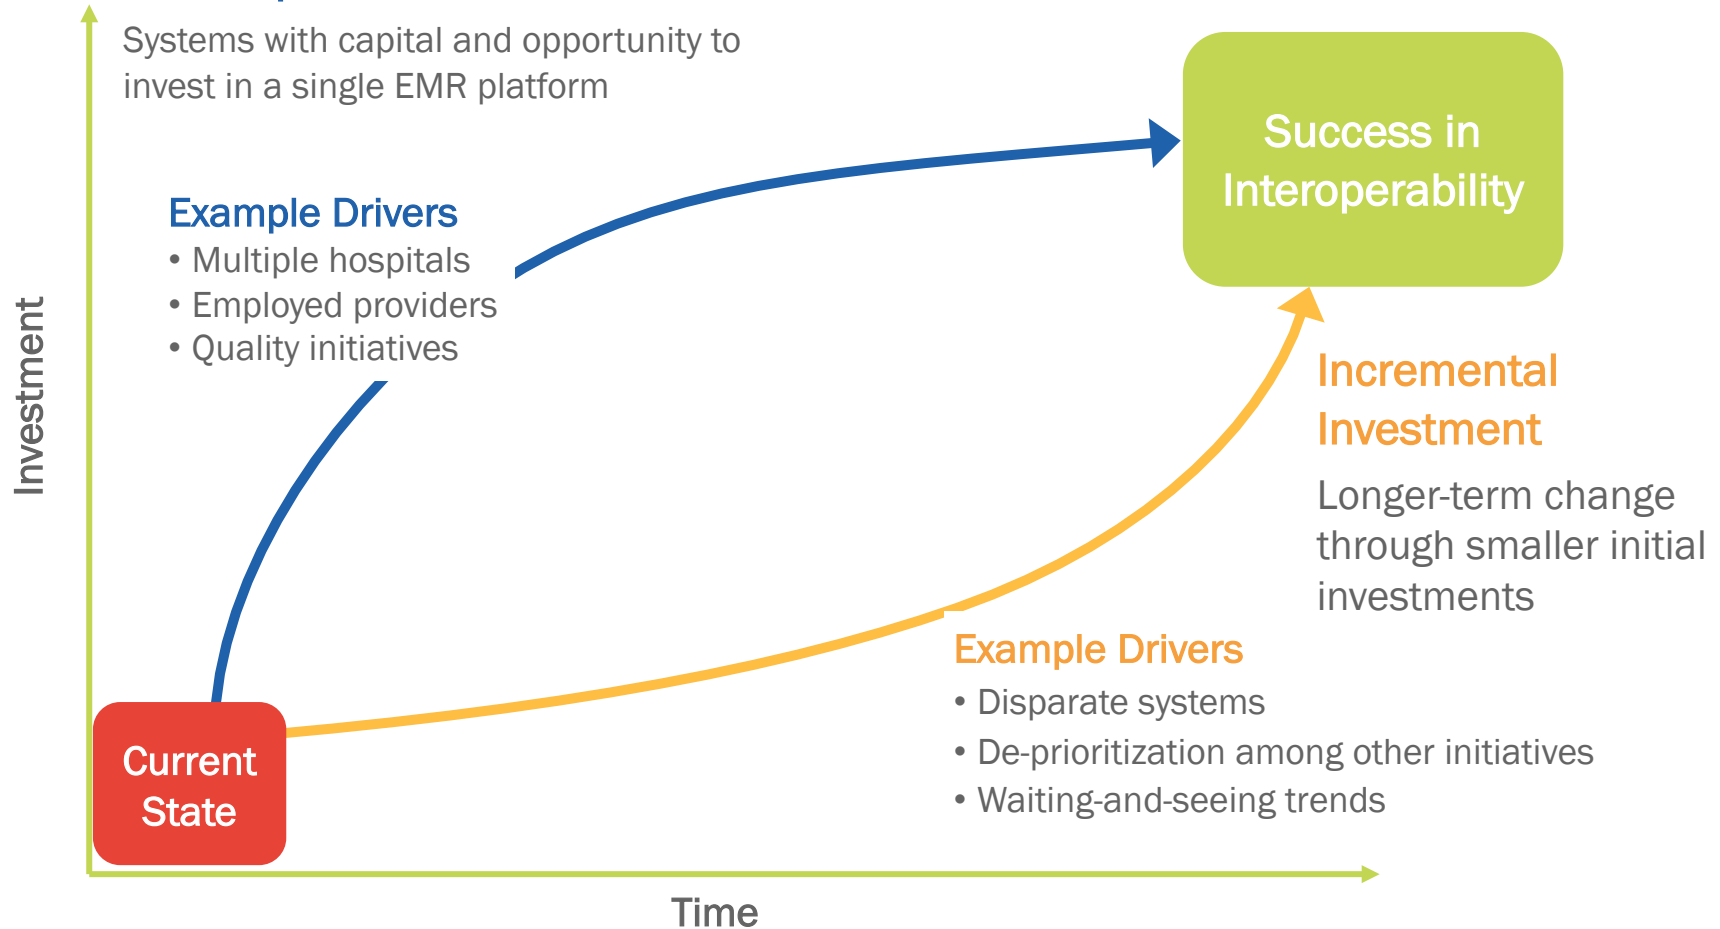 Systems with capital and opportunity to
invest in a single EMR platform
Success in
Interoperability
Example Drivers
• Multiple hospitals
• Employed providers
• Quality initiatives
Investment
Incremental
Investment
Longer-term change
through smaller initial
investments
Example Drivers
• Disparate systems
• De-prioritization among other initiatives
• Waiting-and-seeing trends
Current
State
Time